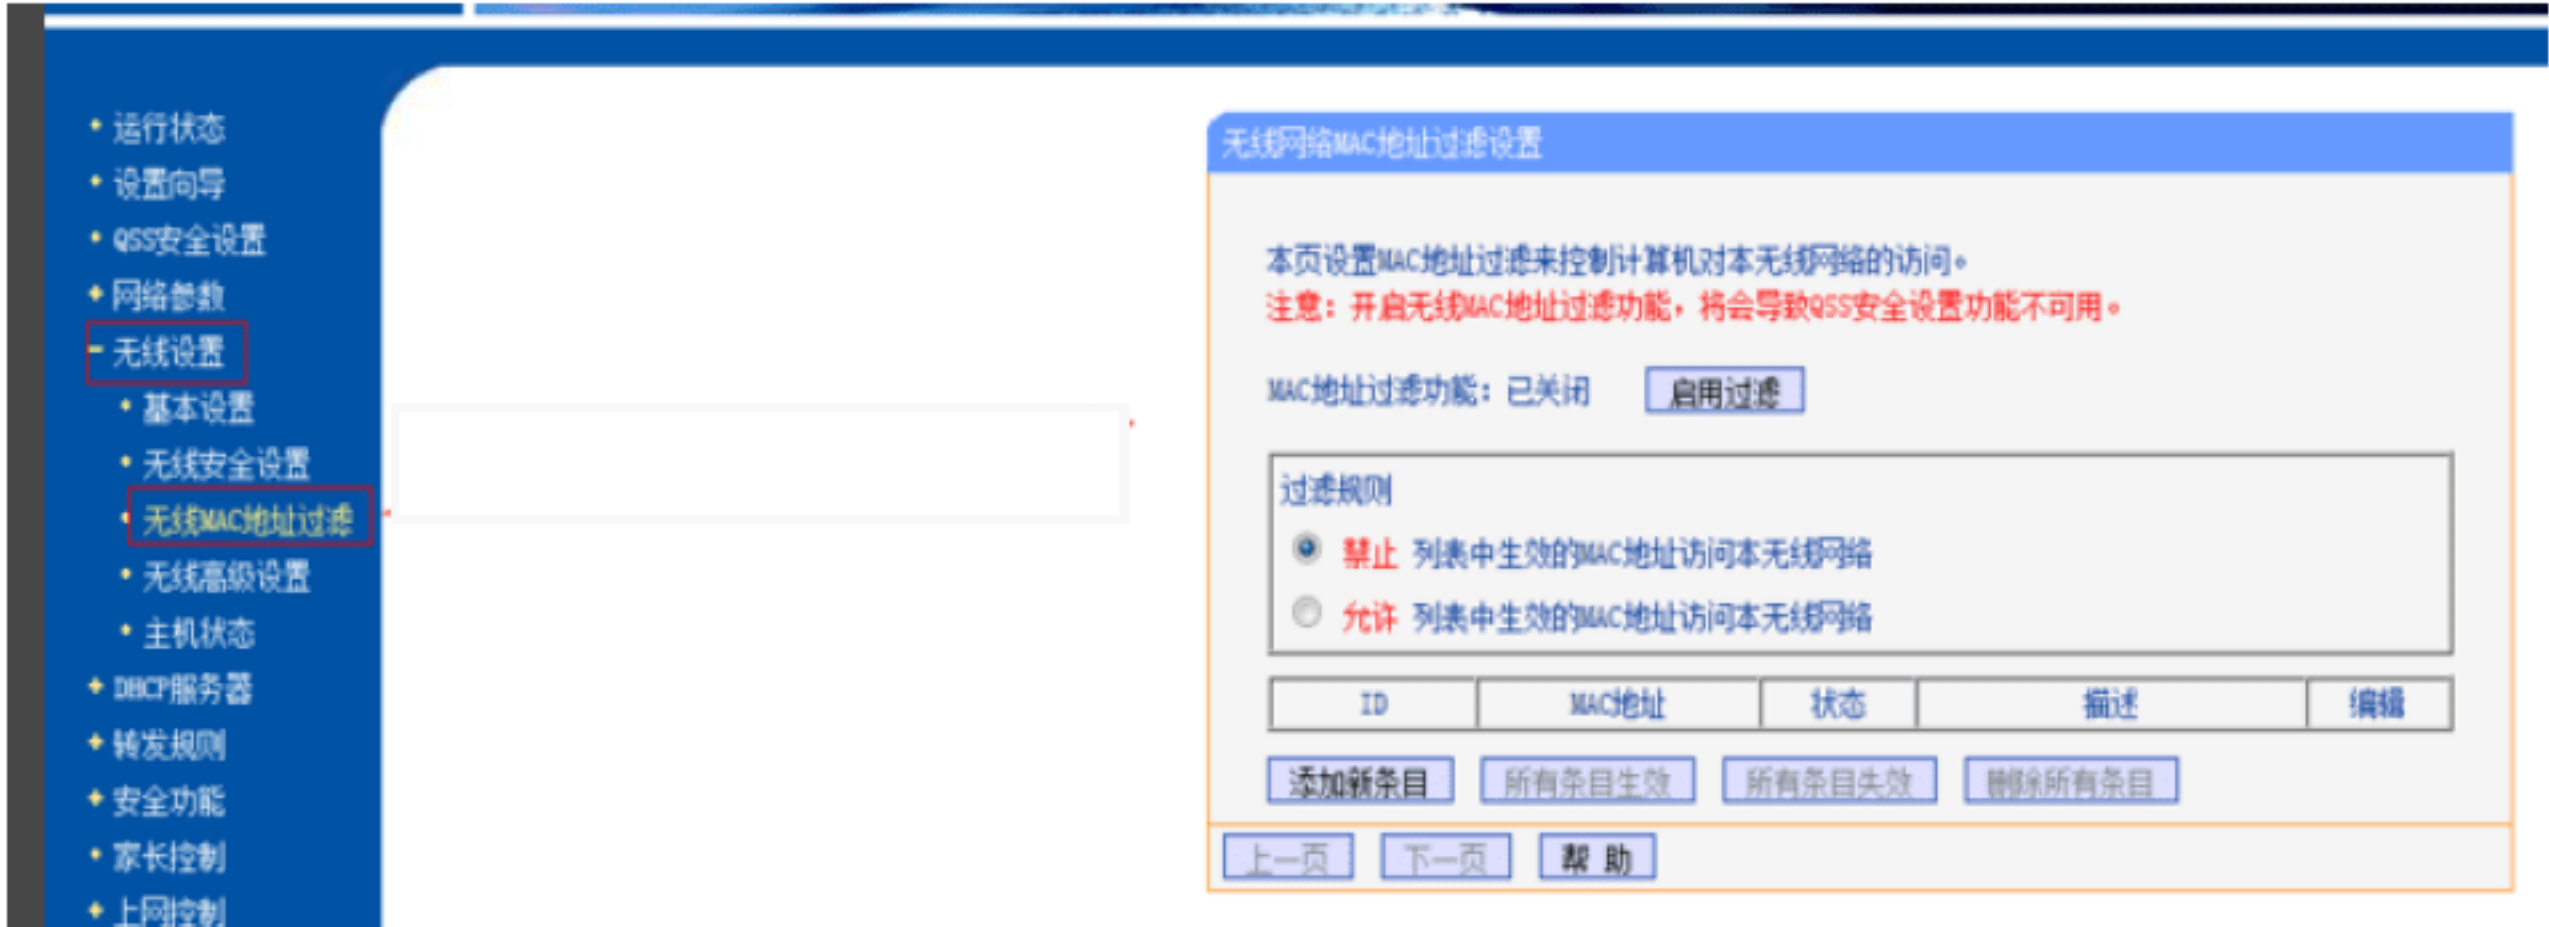 运行状态
设置向导
QSS安全设置
网络参数
无线设置
基本设置
无线安全设置
无线MAC地址过滤
无线高级设置
主机状态
DHCP服务器
转发规则
安全功能
家长控制
上网控制
无线网络MAC地址过滤设置
本页设置MAC地址过滤来控制计算机对本无线网络的访问。
注意：开启无线MAC地址过滤功能，将会导致QSS安全设置功能不可用。
MAC地址过滤功能：已关闭 启用过滤
过滤规则
禁止 列表中生效的MAC地址访问本无线网络
允许 列表中生效的MAC地址访问本无线网络
ID MAC地址 状态 描述 编辑
添加新条目 所有条目生效 所有条目失效 删除所有条目
上一页 下一页 帮 助